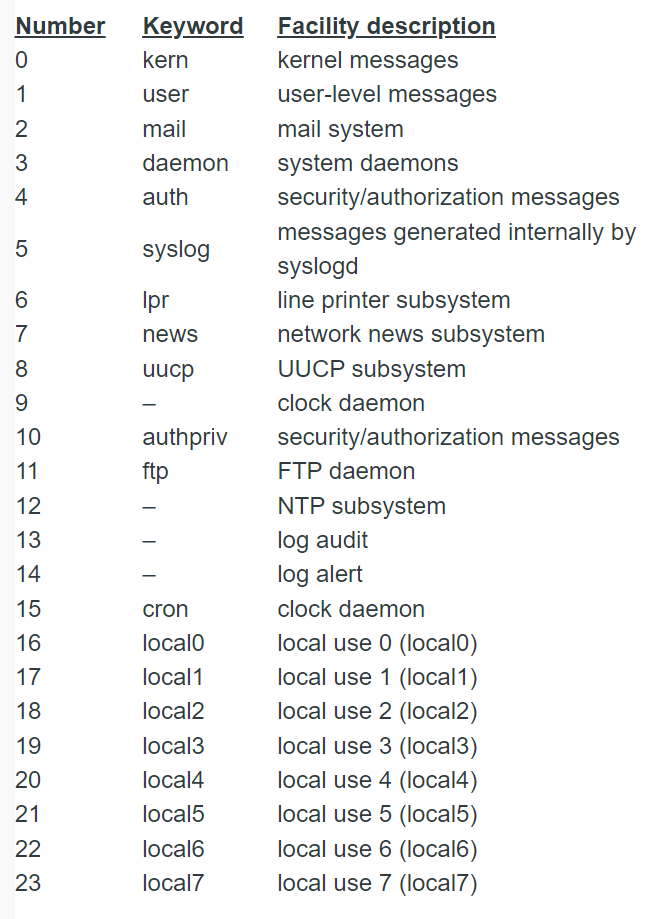 Number Keyword Facility description
0 kern kernel messages
1 user user-level messages
2 mail mail system
3 daemon system daemons
4 auth security/authorization messages
5 syslog messages generated internally by
syslogd
6 lpr line printer subsystem
7 news network news subsystem
8 uucp UUCP subsystem
9 – clock daemon
10 authpriv security/authorization messages
11 ftp FTP daemon
12 – NTP subsystem
13 – log audit
14 – log alert
15 cron clock daemon
16 local0 local use 0 (local0)
17 local1 local use 1 (local1)
18 local2 local use 2 (local2)
19 local3 local use 3 (local3)
20 local4 local use 4 (local4)
21 local5 local use 5 (local5)
22 local6 local use 6 (local6)
23 local7 local use 7 (local7)